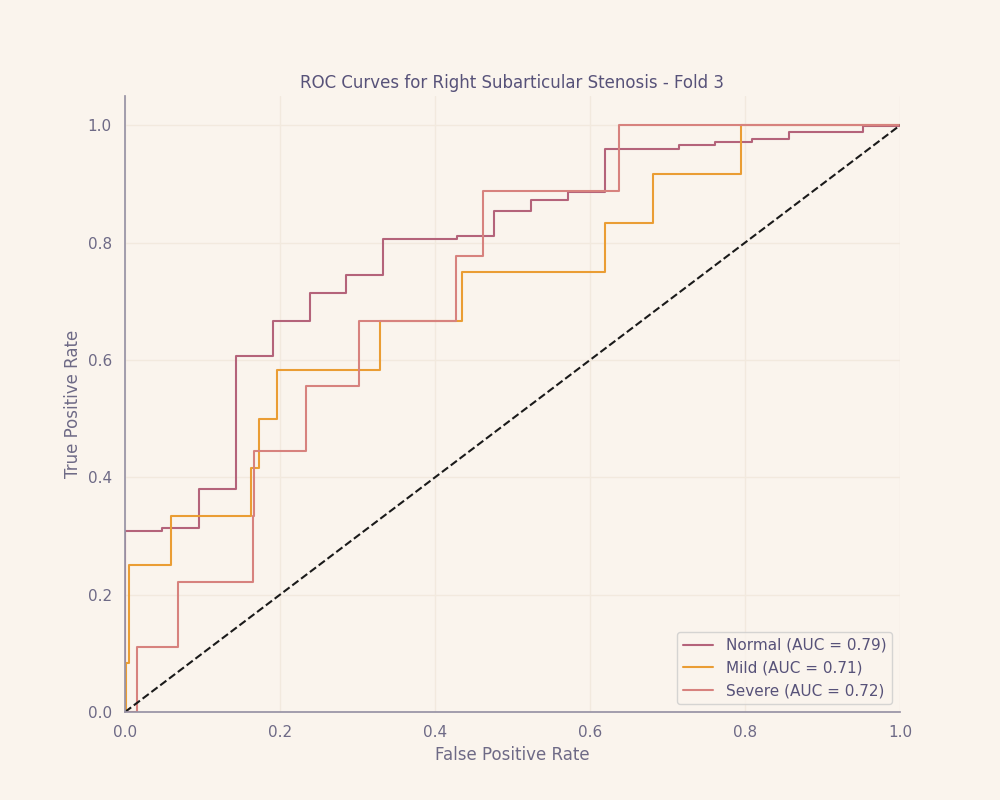 ROC Curves for Right Subarticular Stenosis - Fold 3
True Positive Rate
1.0
0.8
0.6
0.4
0.2
0.0
Normal (AUC = 0.79)
Mild (AUC = 0.71)
Severe (AUC = 0.72)
0.0 0.2 0.4 0.6 0.8 1.0
False Positive Rate